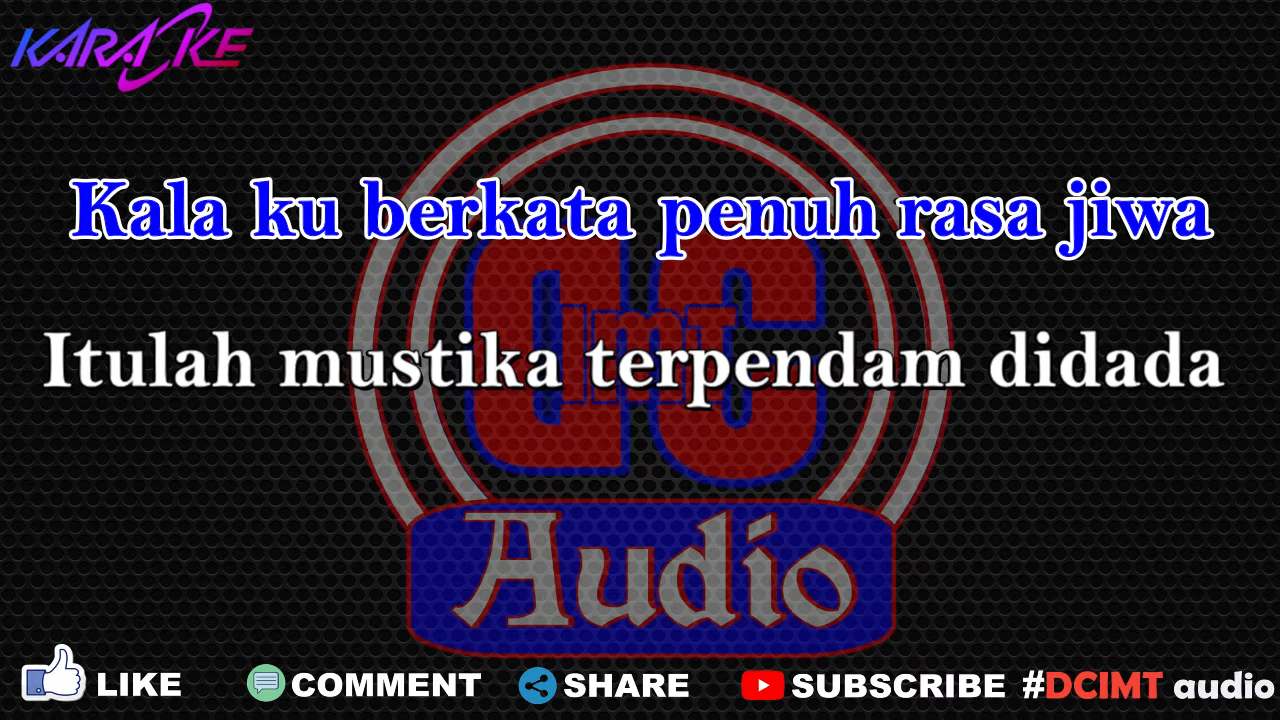 KARAOKE
Kala ku berkata penuh rasa jiwa
Itulah mustika terpendam didada
DC
ImT
Audio
LIKE COMMENT SHARE SUBSCRIBE #DCIMT audio